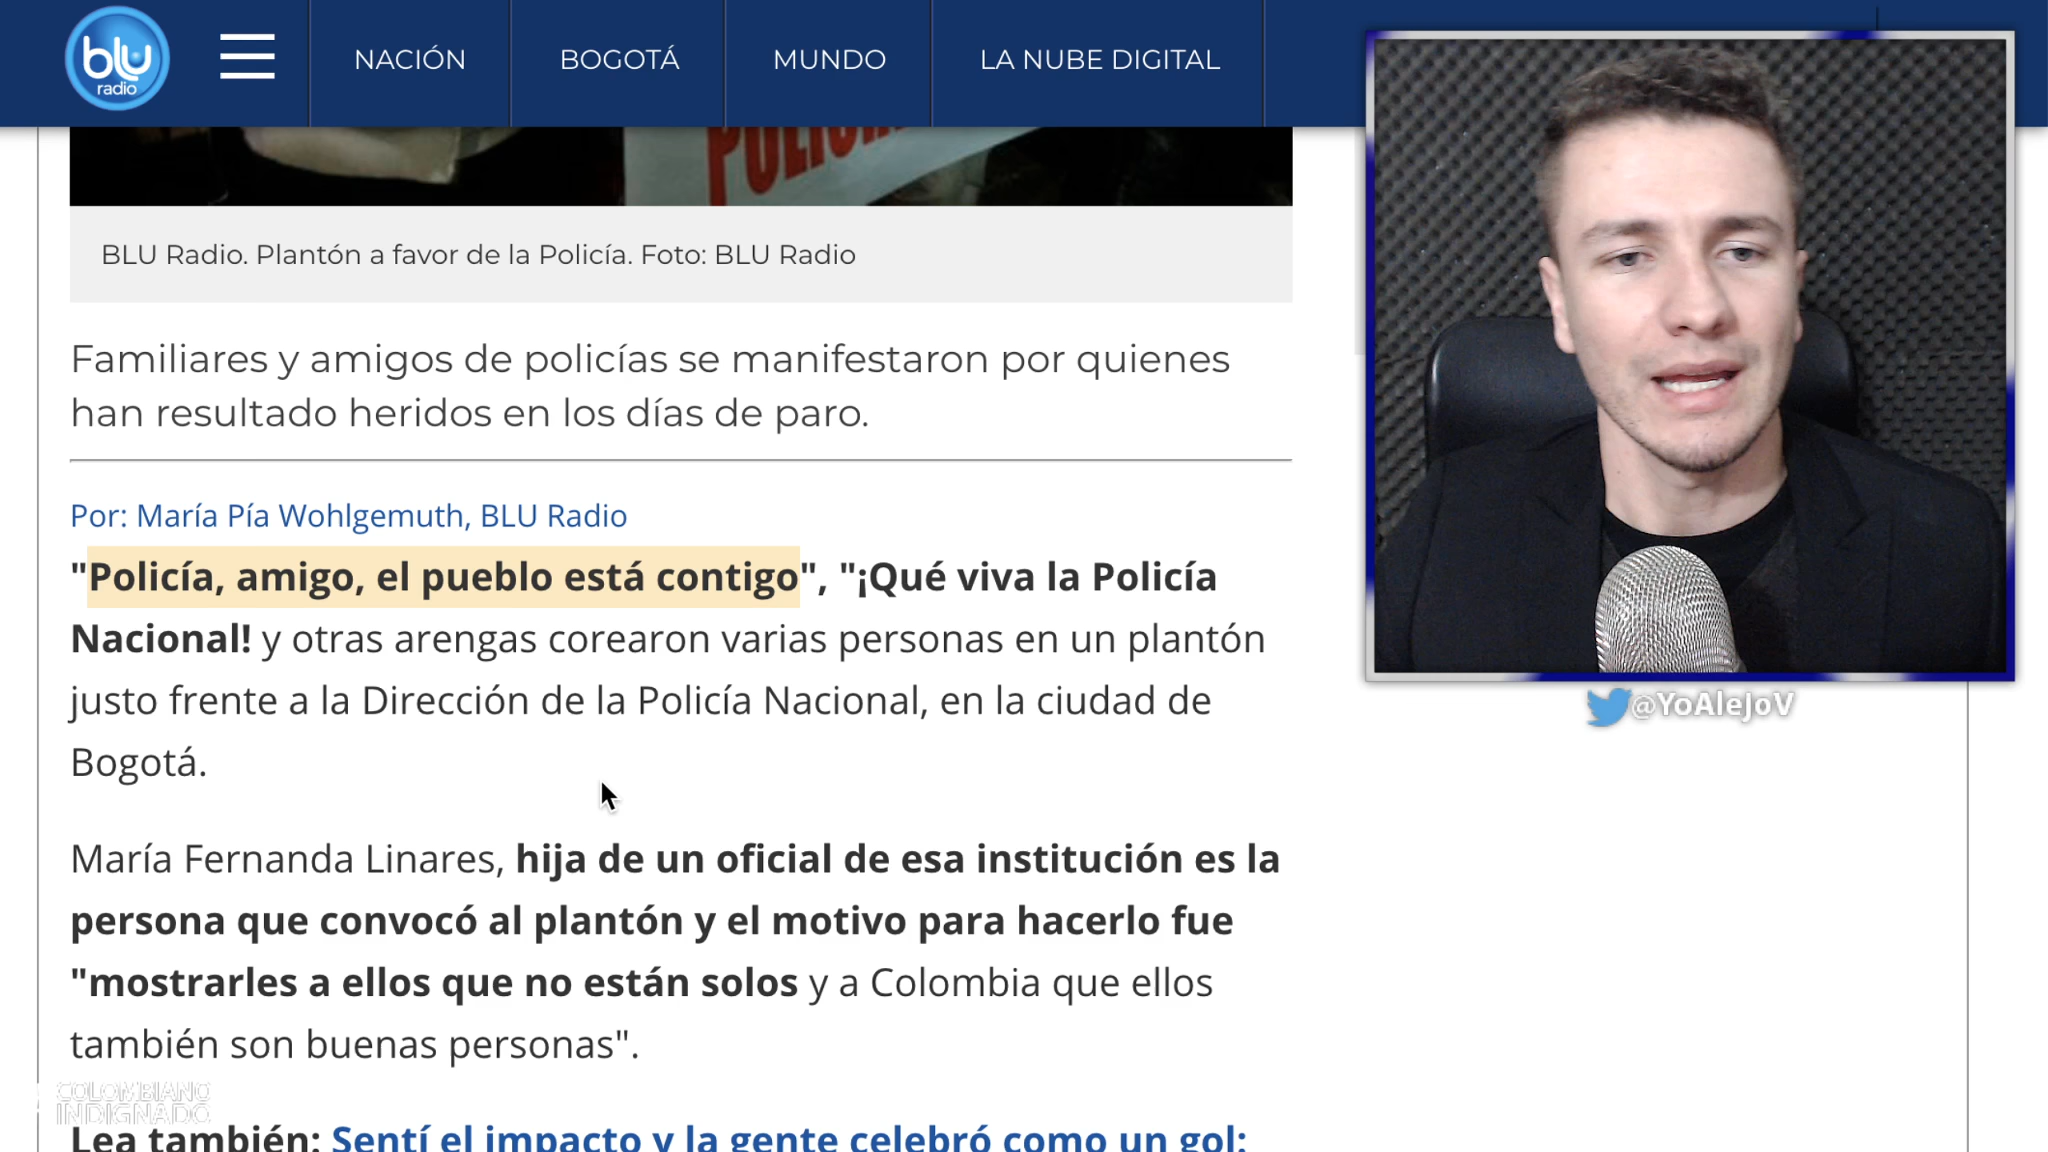 blu
radio
NACIÓN
BOGOTÁ
MUNDO
LA NUBE DIGITAL
BLU Radio. Plantón a favor de la Policía. Foto: BLU Radio
Familiares y amigos de policías se manifestaron por quienes
han resultado heridos en los días de paro.
Por: María Pía Wohlgemuth, BLU Radio
"Policía, amigo, el pueblo está contigo", "¡Qué viva la Policía
Nacional! y otras arengas corearon varias personas en un plantón
justo frente a la Dirección de la Policía Nacional, en la ciudad de
Bogotá.
María Fernanda Linares, hija de un oficial de esa institución es la
persona que convocó al plantón y el motivo para hacerlo fue
"mostrarles a ellos que no están solos y a Colombia que ellos
también son buenas personas".
Lea también: Sentí el impacto y la gente celebró como un gol:
@YoAleJoV
COLOMBIANO
INDIGNADO